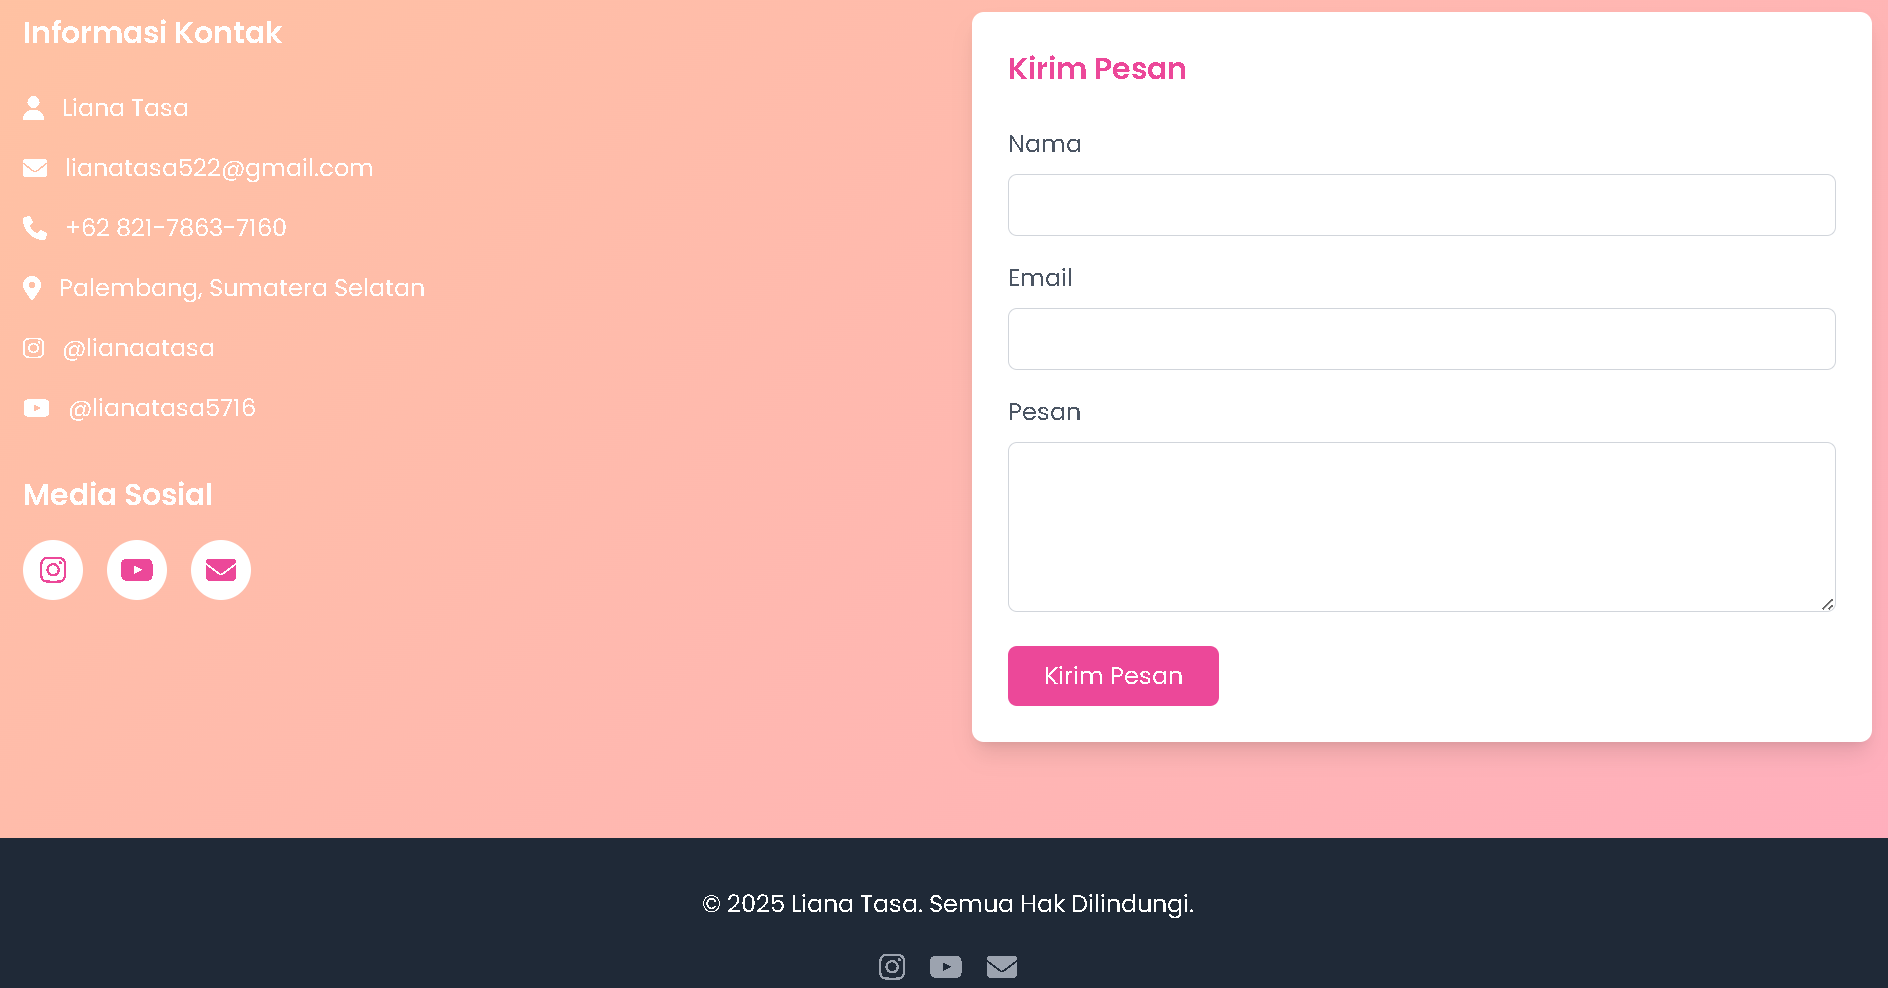 Informasi Kontak
Liana Tasa
lianatasa522@gmail.com
+62 821-7863-7160
Palembang, Sumatera Selatan
@lianaatasa
@lianatasa5716
Media Sosial
Kirim Pesan
Nama
Email
Pesan
Kirim Pesan
© 2025 Liana Tasa. Semua Hak Dilindungi.